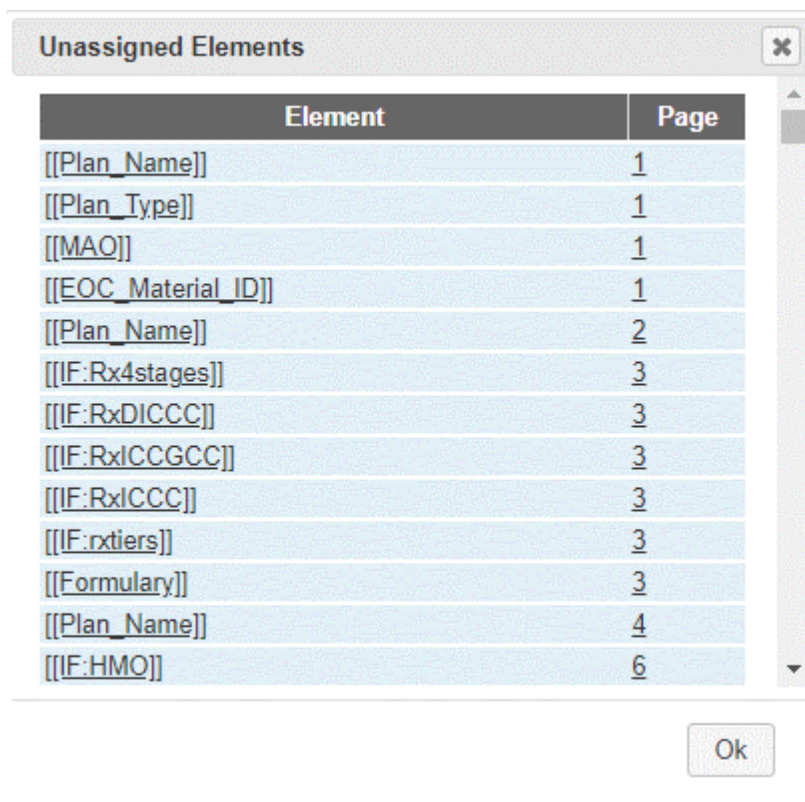 Unassigned Elements
Element Page
[[Plan_Name]] 1
[[Plan_Type]] 1
[[MAO]] 1
[[EOC_Material_ID]] 1
[[Plan_Name]] 2
[[IF:Rx4stages]] 3
[[IF:RxDICCC]] 3
[[IF:RxICCGCC]] 3
[[IF:RxICCC]] 3
[[IF:rxtiers]] 3
[[Formulary]] 3
[[Plan_Name]] 4
[[IF:HMO]] 6
Ok